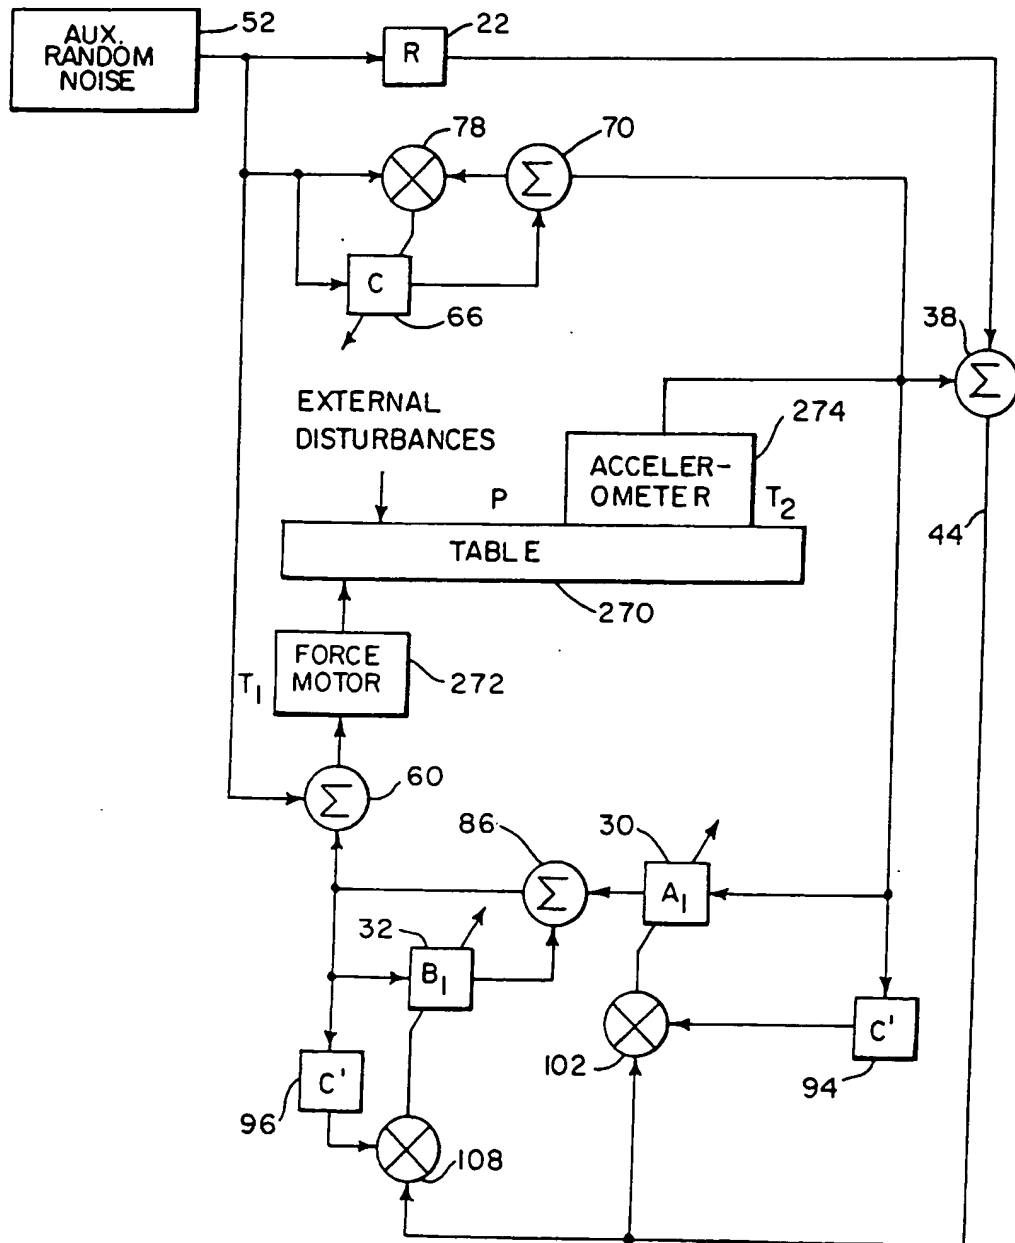 AUX.
RANDOM
NOISE
52
R
22
78
70
Σ
C
66
38
Σ
EXTERNAL
DISTURBANCES
ACCELER-
OMETER
274
P
T2
TABLE
44
270
FORCE
MOTOR
T1
272
Σ
60
86
30
Σ
A1
32
B1
C'
102
94
C'
96
108